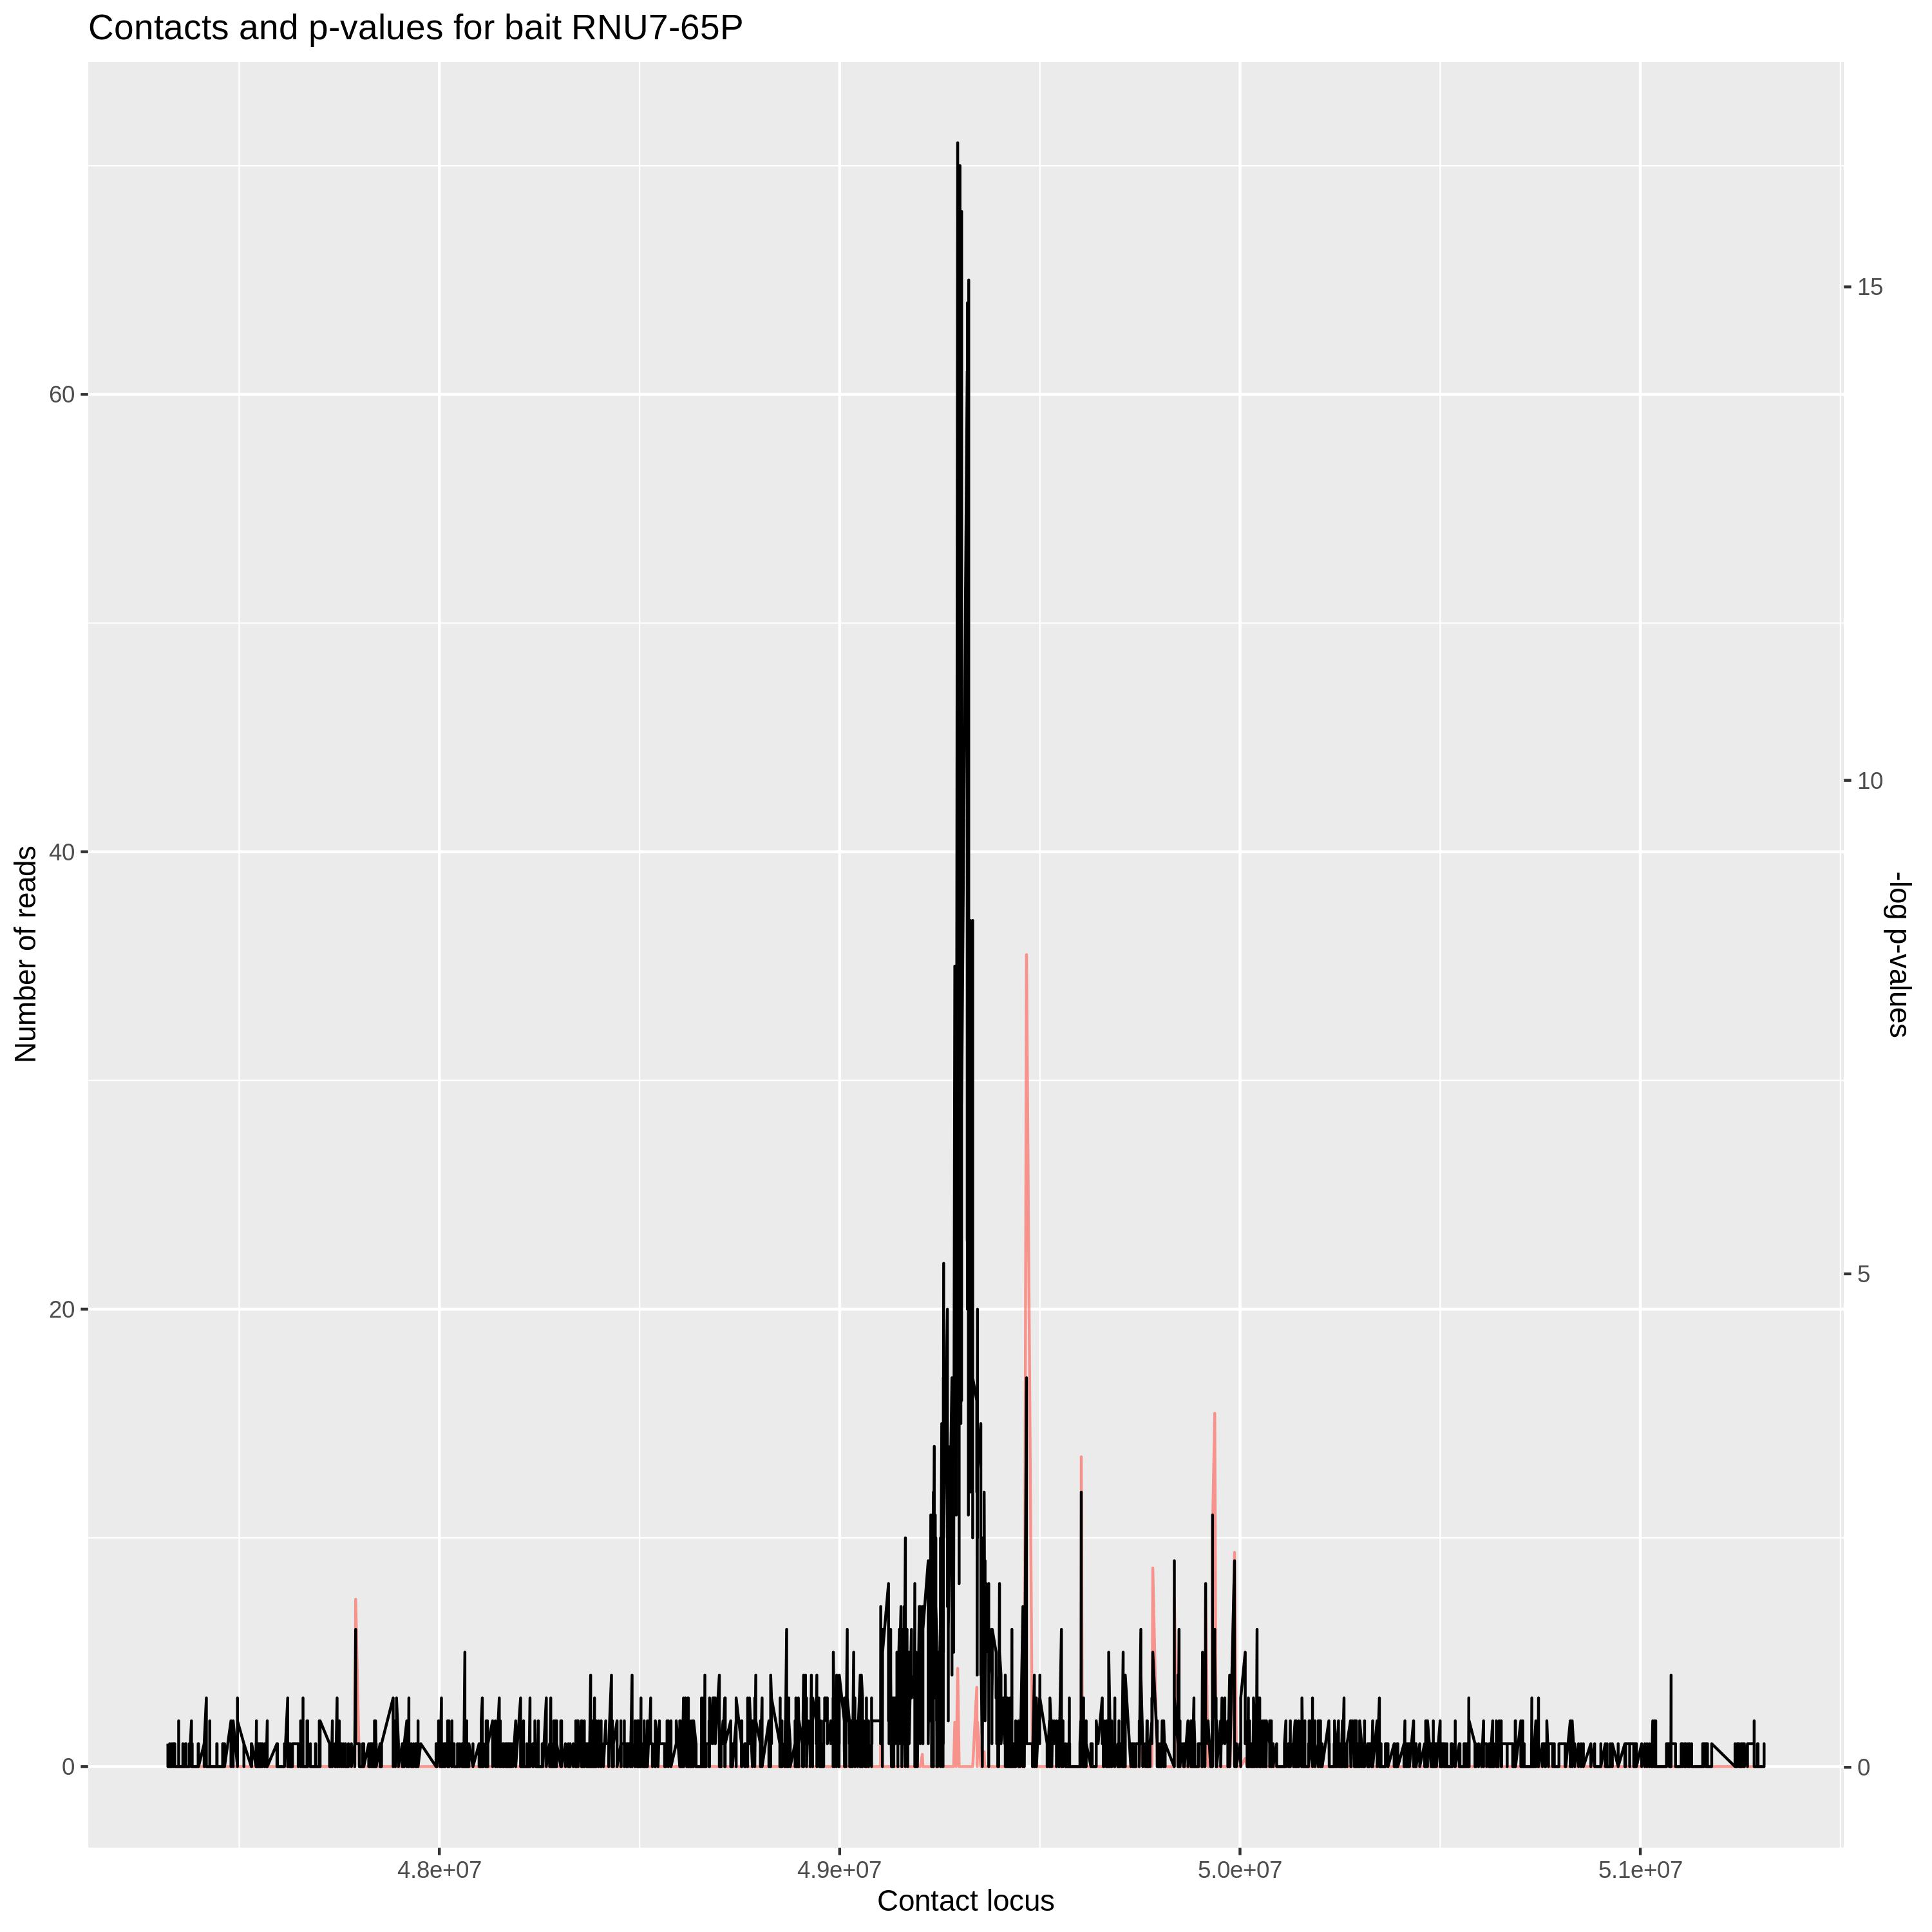 Contacts and p-values for bait RNU7-65P
Number of reads
60
40
20
0
15
10
5
0
-log p-values
4.8e+07
4.9e+07
5.0e+07
5.1e+07
Contact locus